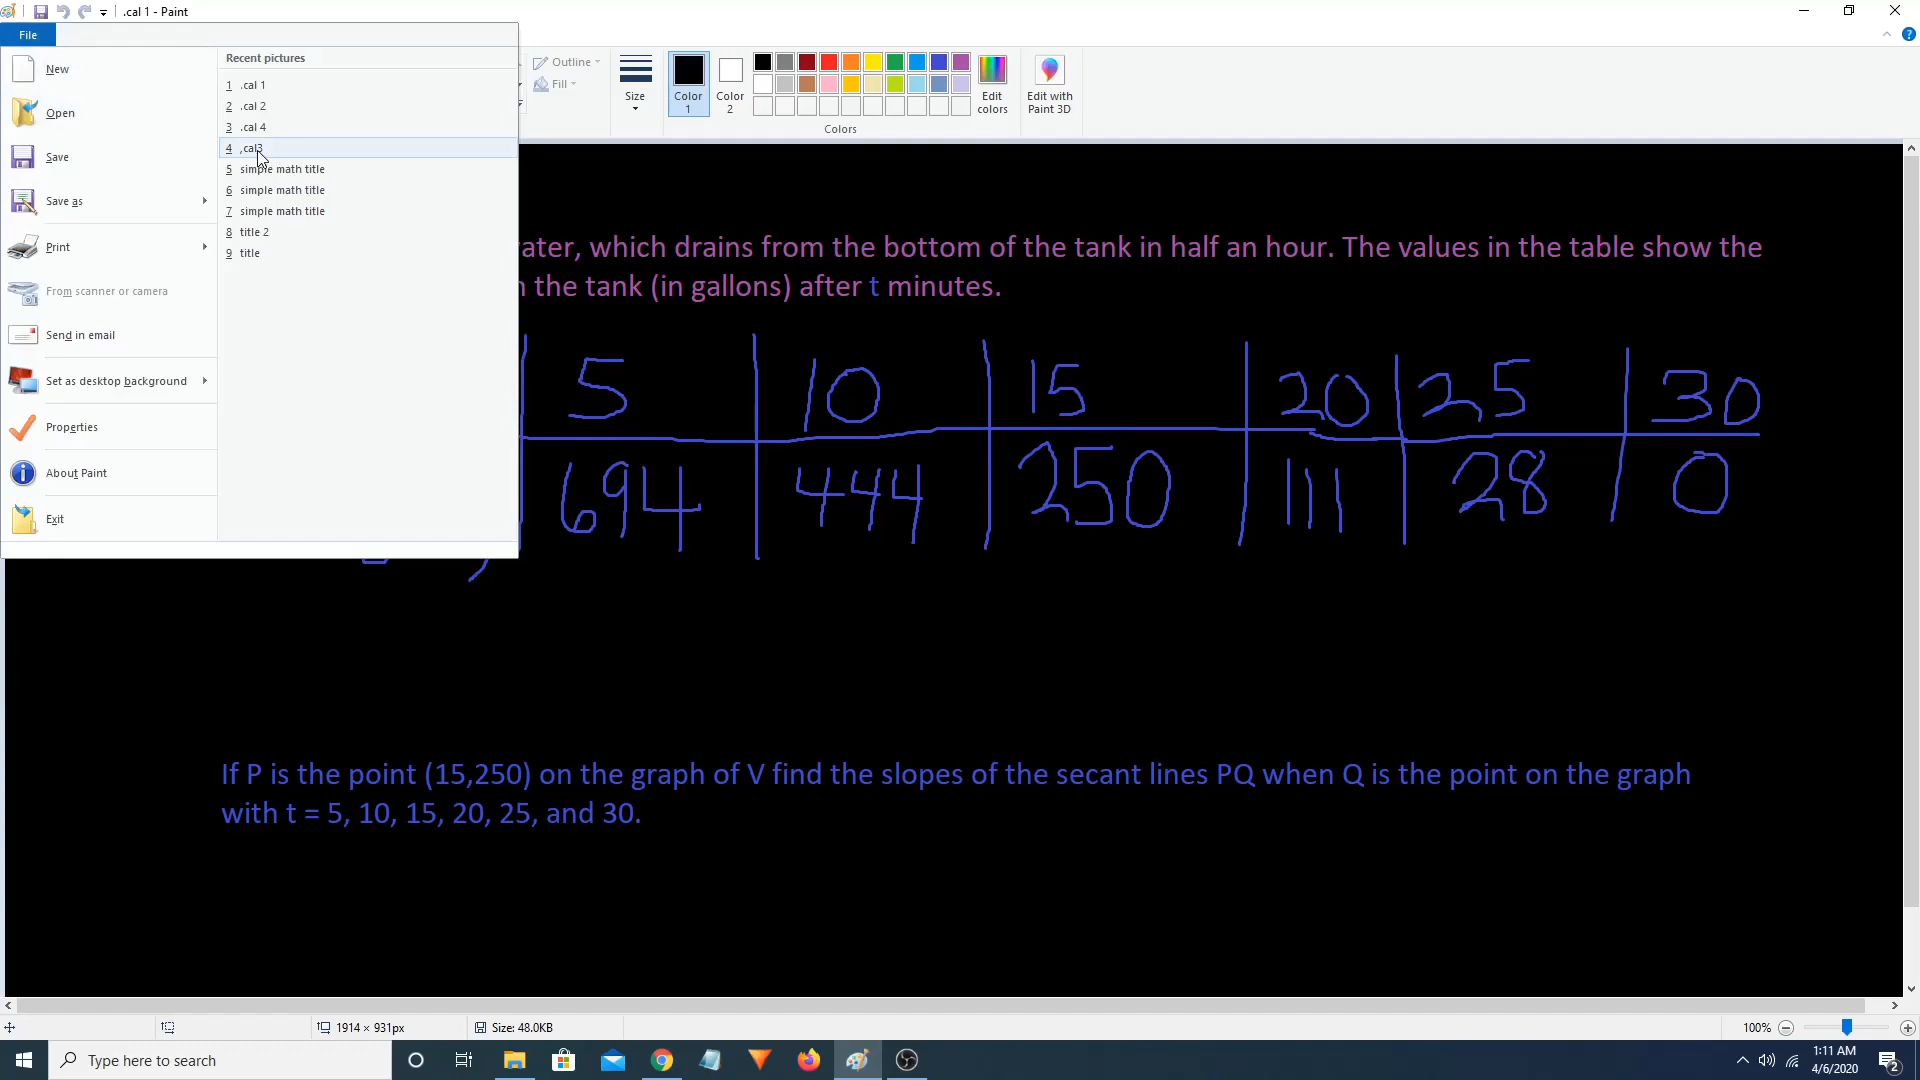 .cal 1 - Paint
File
New
Open
Save
Save as
Print
From scanner or camera
Send in email
Set as desktop background
Properties
About Paint
Exit
Recent pictures
1 .cal 1
2 .cal 2
3 .cal 4
4 ,cal3
5 simple math title
6 simple math title
7 simple math title
8 title 2
9 title
Outline
Fill
Size
Color 1
Color 2
Edit colors
Edit with Paint 3D
Colors
ater, which drains from the bottom of the tank in half an hour. The values in the table show the
the tank (in gallons) after t minutes.
5 10 15 20 25 30
694 444 250 111 28 0
If P is the point (15,250) on the graph of V find the slopes of the secant lines PQ when Q is the point on the graph
with t = 5, 10, 15, 20, 25, and 30.
1914 × 931px
Size: 48.0KB
100%
Type here to search
1:11 AM
4/6/2020
2